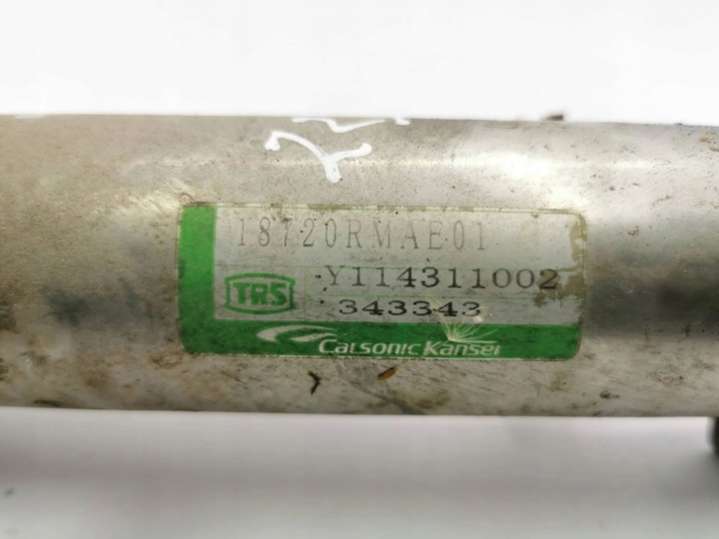 18720RMAE01
Y114311002
TRS
343343
Calsonic Kansei